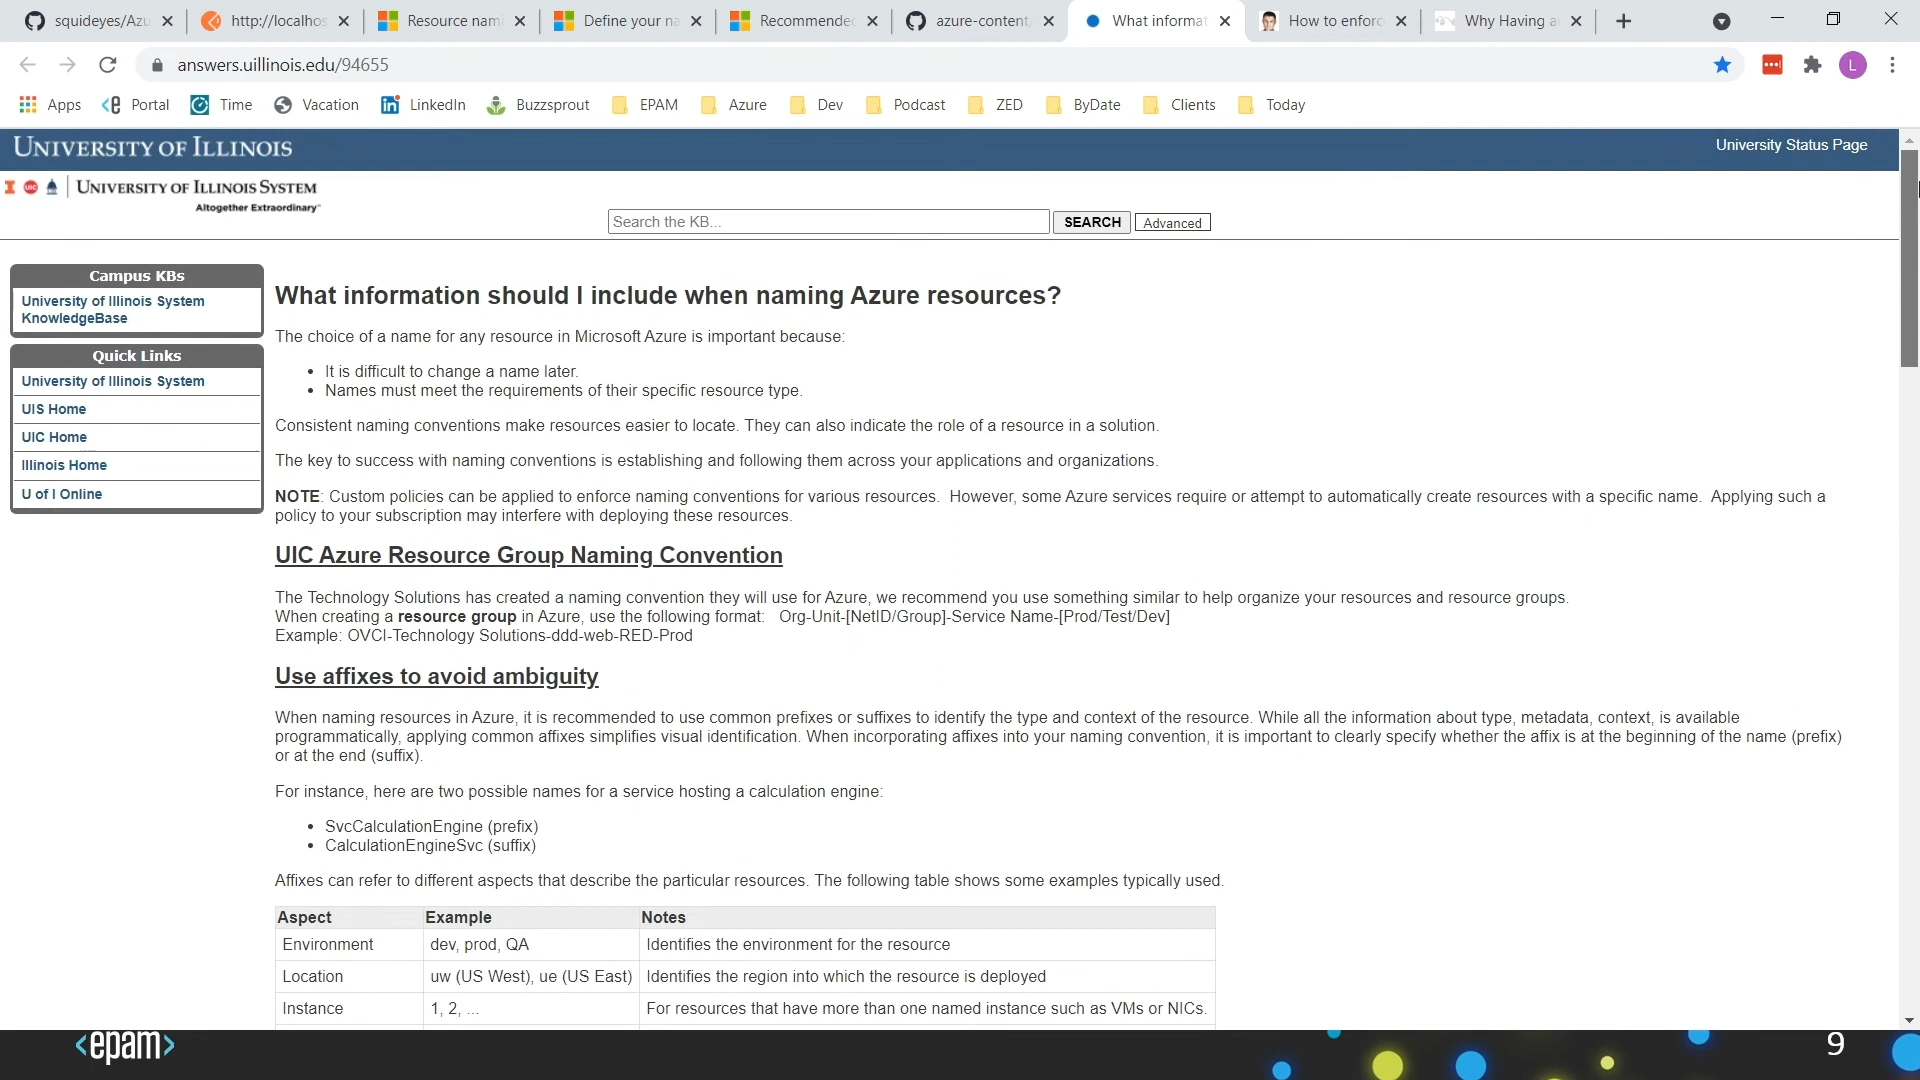 squideyes/Azu
http://localhos
Resource nami
Define your na
Recommended
azure-content
What informat
How to enforc
Why Having a
answers.uillinois.edu/94655
L
Apps
Portal
Time
Vacation
LinkedIn
Buzzsprout
EPAM
Azure
Dev
Podcast
ZED
ByDate
Clients
Today
UNIVERSITY OF ILLINOIS
University Status Page
UNIVERSITY OF ILLINOIS SYSTEM
Altogether Extraordinary™
Search the KB...
SEARCH
Advanced
Campus KBs
University of Illinois System
KnowledgeBase
Quick Links
University of Illinois System
UIS Home
UIC Home
Illinois Home
U of I Online
What information should I include when naming Azure resources?
The choice of a name for any resource in Microsoft Azure is important because:
• It is difficult to change a name later.
• Names must meet the requirements of their specific resource type.
Consistent naming conventions make resources easier to locate. They can also indicate the role of a resource in a solution.
The key to success with naming conventions is establishing and following them across your applications and organizations.
NOTE: Custom policies can be applied to enforce naming conventions for various resources. However, some Azure services require or attempt to automatically create resources with a specific name. Applying such a
policy to your subscription may interfere with deploying these resources.
UIC Azure Resource Group Naming Convention
The Technology Solutions has created a naming convention they will use for Azure, we recommend you use something similar to help organize your resources and resource groups.
When creating a resource group in Azure, use the following format: Org-Unit-[NetID/Group]-Service Name-[Prod/Test/Dev]
Example: OVCI-Technology Solutions-ddd-web-RED-Prod
Use affixes to avoid ambiguity
When naming resources in Azure, it is recommended to use common prefixes or suffixes to identify the type and context of the resource. While all the information about type, metadata, context, is available
programmatically, applying common affixes simplifies visual identification. When incorporating affixes into your naming convention, it is important to clearly specify whether the affix is at the beginning of the name (prefix)
or at the end (suffix).
For instance, here are two possible names for a service hosting a calculation engine:
• SvcCalculationEngine (prefix)
• CalculationEngineSvc (suffix)
Affixes can refer to different aspects that describe the particular resources. The following table shows some examples typically used.
Aspect Example Notes
Environment dev, prod, QA Identifies the environment for the resource
Location uw (US West), ue (US East) Identifies the region into which the resource is deployed
Instance 1, 2, ... For resources that have more than one named instance such as VMs or NICs.
<epam>
9